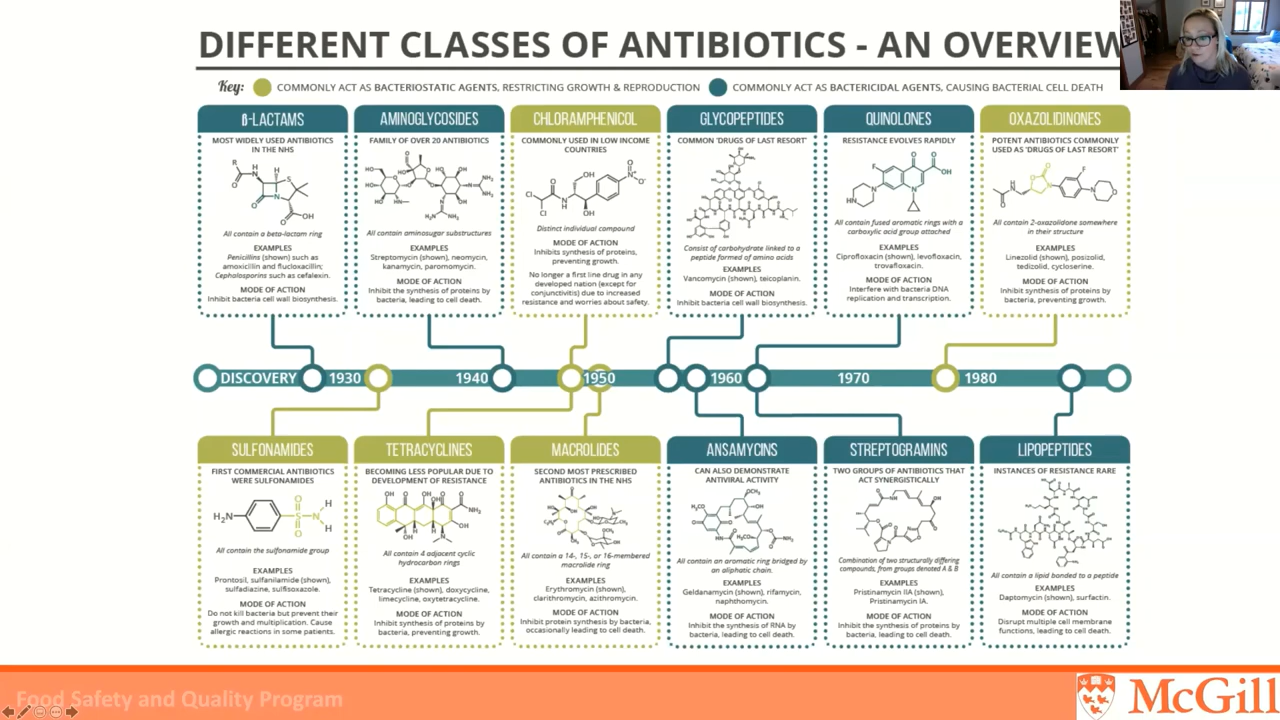 DIFFERENT CLASSES OF ANTIBIOTICS - AN OVERVIEW
Key: COMMONLY ACT AS BACTERIOSTATIC AGENTS, RESTRICTING GROWTH & REPRODUCTION COMMONLY ACT AS BACTERICIDAL AGENTS, CAUSING BACTERIAL CELL DEATH
β-LACTAMS
MOST WIDELY USED ANTIBIOTICS
IN THE NHS
All contain a beta-lactam ring
EXAMPLES
Penicillins (shown) such as
amoxicillin and flucloxacillin;
Cephalosporins such as cefalexin.
MODE OF ACTION
Inhibit bacteria cell wall biosynthesis.
AMINOGLYCOSIDES
FAMILY OF OVER 20 ANTIBIOTICS
All contain aminosugar substructures
EXAMPLES
Streptomycin (shown), neomycin,
kanamycin, paromomycin.
MODE OF ACTION
Inhibit the synthesis of proteins by
bacteria, leading to cell death.
CHLORAMPHENICOL
COMMONLY USED IN LOW INCOME
COUNTRIES
Distinct individual compound
MODE OF ACTION
Inhibits synthesis of proteins,
preventing growth.
No longer a first line drug in any
developed nation (except for
conjunctivitis) due to increased
resistance and worries about safety.
GLYCOPEPTIDES
COMMON 'DRUGS OF LAST RESORT'
Consist of carbohydrate linked to a
peptide formed of amino acids
EXAMPLES
Vancomycin (shown), teicoplanin.
MODE OF ACTION
Inhibit bacteria cell wall biosynthesis.
QUINOLONES
RESISTANCE EVOLVES RAPIDLY
All contain fused aromatic rings with a
carboxylic acid group attached
EXAMPLES
Ciprofloxacin (shown), levofloxacin,
trovafloxacin.
MODE OF ACTION
Interfere with bacteria DNA
replication and transcription.
OXAZOLIDINONES
POTENT ANTIBIOTICS COMMONLY
USED AS 'DRUGS OF LAST RESORT'
All contain 2-oxazolidone somewhere
in their structure
EXAMPLES
Linezolid (shown), posizolid,
tedizolid, cycloserine.
MODE OF ACTION
Inhibit synthesis of proteins by
bacteria, preventing growth.
DISCOVERY 1930 1940 1950 1960 1970 1980
SULFONAMIDES
FIRST COMMERCIAL ANTIBIOTICS
WERE SULFONAMIDES
All contain the sulfonamide group
EXAMPLES
Prontosil, sulfanilamide (shown),
sulfadiazine, sulfisoxazole.
MODE OF ACTION
Do not kill bacteria but prevent their
growth and multiplication. Cause
allergic reactions in some patients.
TETRACYCLINES
BECOMING LESS POPULAR DUE TO
DEVELOPMENT OF RESISTANCE
All contain 4 adjacent cyclic
hydrocarbon rings
EXAMPLES
Tetracycline (shown), doxycycline,
limecycline, oxytetracycline.
MODE OF ACTION
Inhibit synthesis of proteins by
bacteria, preventing growth.
MACROLIDES
SECOND MOST PRESCRIBED
ANTIBIOTICS IN THE NHS
All contain a 14-, 15-, or 16-membered
macrolide ring
EXAMPLES
Erythromycin (shown),
clarithromycin, azithromycin.
MODE OF ACTION
Inhibit protein synthesis by bacteria,
occasionally leading to cell death.
ANSAMYCINS
CAN ALSO DEMONSTRATE
ANTIVIRAL ACTIVITY
All contain an aromatic ring bridged by
an aliphatic chain.
EXAMPLES
Geldanamycin (shown), rifamycin,
naphthomycin.
MODE OF ACTION
Inhibit the synthesis of RNA by
bacteria, leading to cell death.
STREPTOGRAMINS
TWO GROUPS OF ANTIBIOTICS THAT
ACT SYNERGISTICALLY
Combination of two structurally differing
compounds, from groups denoted A & B
EXAMPLES
Pristinamycin IIA (shown),
Pristinamycin IA.
MODE OF ACTION
Inhibit the synthesis of proteins by
bacteria, leading to cell death.
LIPOPEPTIDES
INSTANCES OF RESISTANCE RARE
All contain a lipid bonded to a peptide
EXAMPLES
Daptomycin (shown), surfactin.
MODE OF ACTION
Disrupt multiple cell membrane
functions, leading to cell death.
Food Safety and Quality Program
McGill